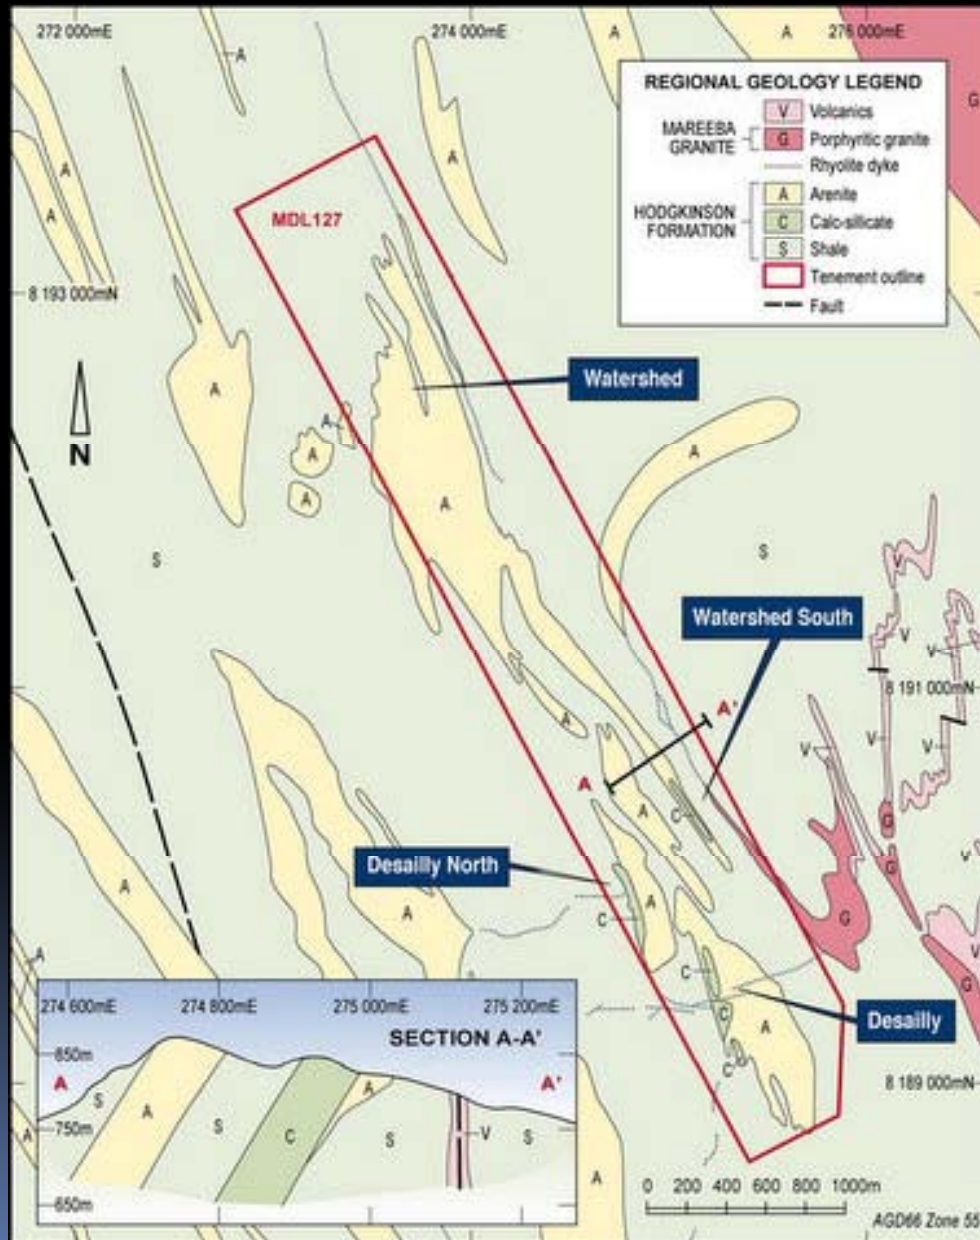 272 000mE
274 000mE
276 000mE
A
A
A
A
G
REGIONAL GEOLOGY LEGEND
V Volcanics
MAREEBA
GRANITE
G Porphyritic granite
Rhyolite dyke
HODGKINSON
FORMATION
A Arenite
C Calc-silicate
S Shale
Tenement outline
Fault
A
A
MDL127
8 193 000mN
Watershed
A
N
A
A
A
A
A
S
S
V
Watershed South
V
V
8 191 000mN
A'
A
V
V
V
A
A
C
G
Desailly North
V
G
A
A
C
A
G
V
A
C
G
C
Desailly
A
C
8 189 000mN
A
274 600mE
274 800mE
275 000mE
275 200mE
SECTION A-A'
850m
A
A'
S
A
S
C
A
S
V
S
750m
650m
A
0 200 400 600 800 1000m
AGD66 Zone 55